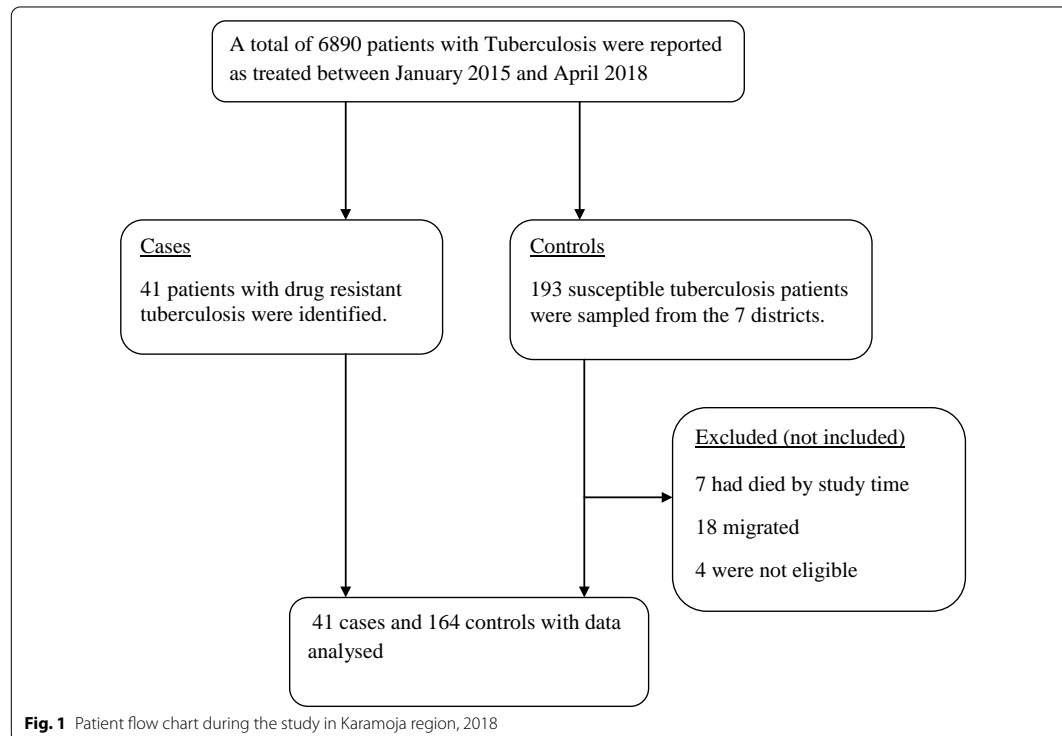 A total of 6890 patients with Tuberculosis were reported
as treated between January 2015 and April 2018
Cases
41 patients with drug resistant
tuberculosis were identified.
Controls
193 susceptible tuberculosis patients
were sampled from the 7 districts.
Excluded (not included)
7 had died by study time
18 migrated
4 were not eligible
41 cases and 164 controls with data
analysed
Fig. 1 Patient flow chart during the study in Karamoja region, 2018